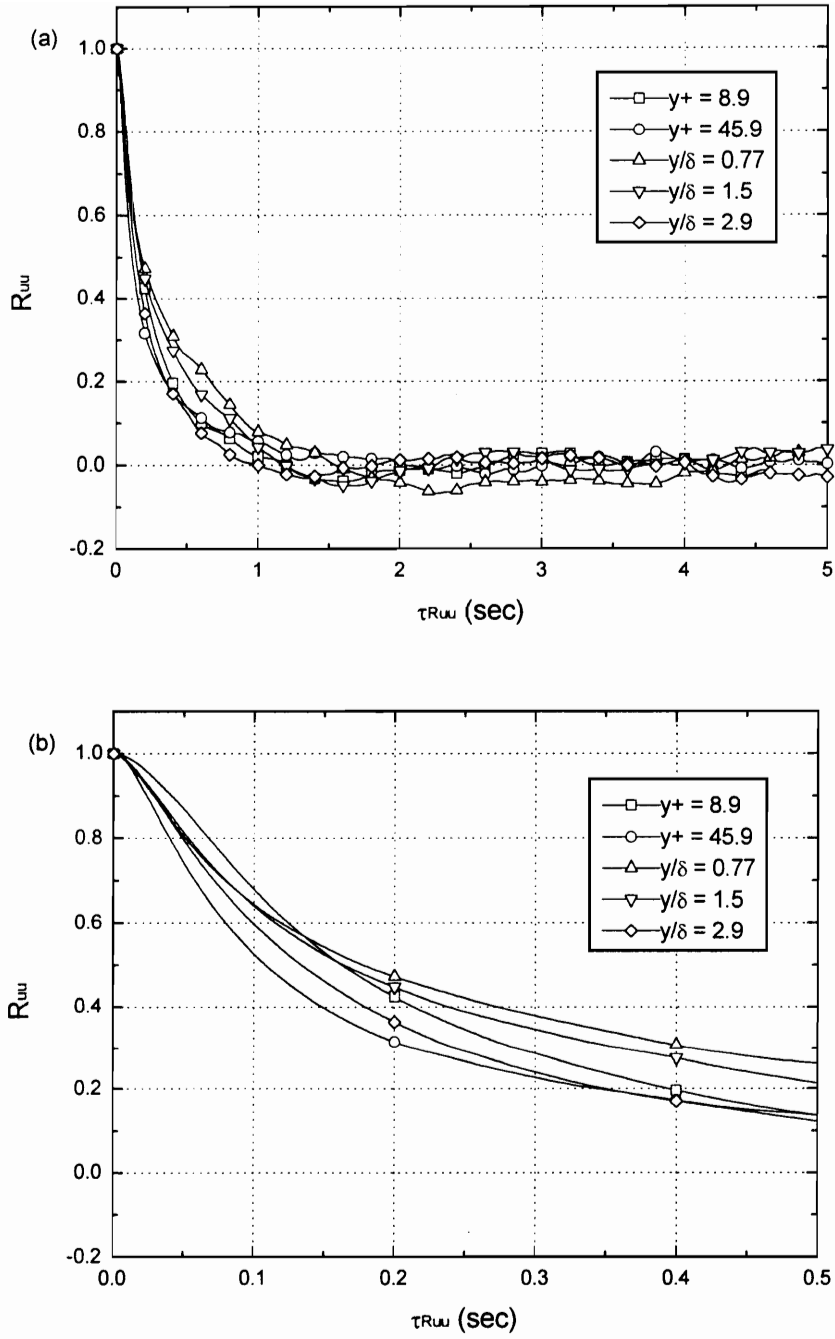 (a)
1.0
0.8
0.6
0.4
0.2
0.0
-0.2
Ruu
y+ = 8.9
y+ = 45.9
y/δ = 0.77
y/δ = 1.5
y/δ = 2.9
0
1
2
3
4
5
τRuu (sec)
(b)
1.0
0.8
0.6
0.4
0.2
0.0
-0.2
Ruu
y+ = 8.9
y+ = 45.9
y/δ = 0.77
y/δ = 1.5
y/δ = 2.9
0.0
0.1
0.2
0.3
0.4
0.5
τRuu (sec)